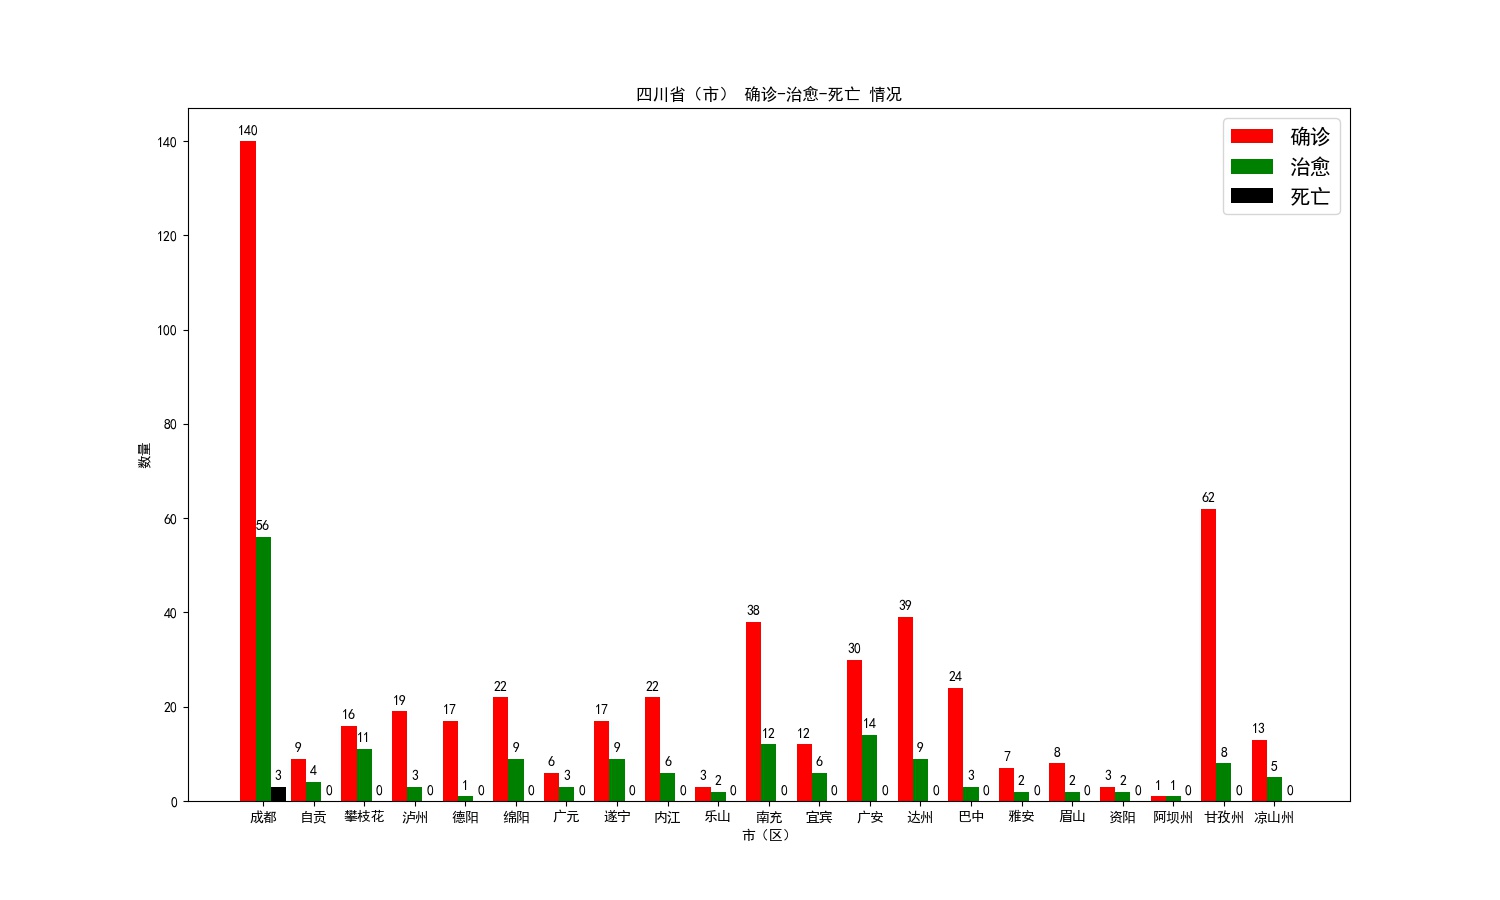 四川省（市） 确诊-治愈-死亡 情况
确诊
治愈
死亡
数量
140
120
100
80
60
40
20
0
140 56 3
9 4 0
16 11 0
19 3 0
17 1 0
22 9 0
6 3 0
17 9 0
22 6 0
3 2 0
38 12 0
12 6 0
30 14 0
39 9 0
24 3 0
7 2 0
8 2 0
3 2 0
1 1 0
62 8 0
13 5 0
成都 自贡 攀枝花 泸州 德阳 绵阳 广元 遂宁 内江 乐山 南充 宜宾 广安 达州 巴中 雅安 眉山 资阳 阿坝州 甘孜州 凉山州
市（区）